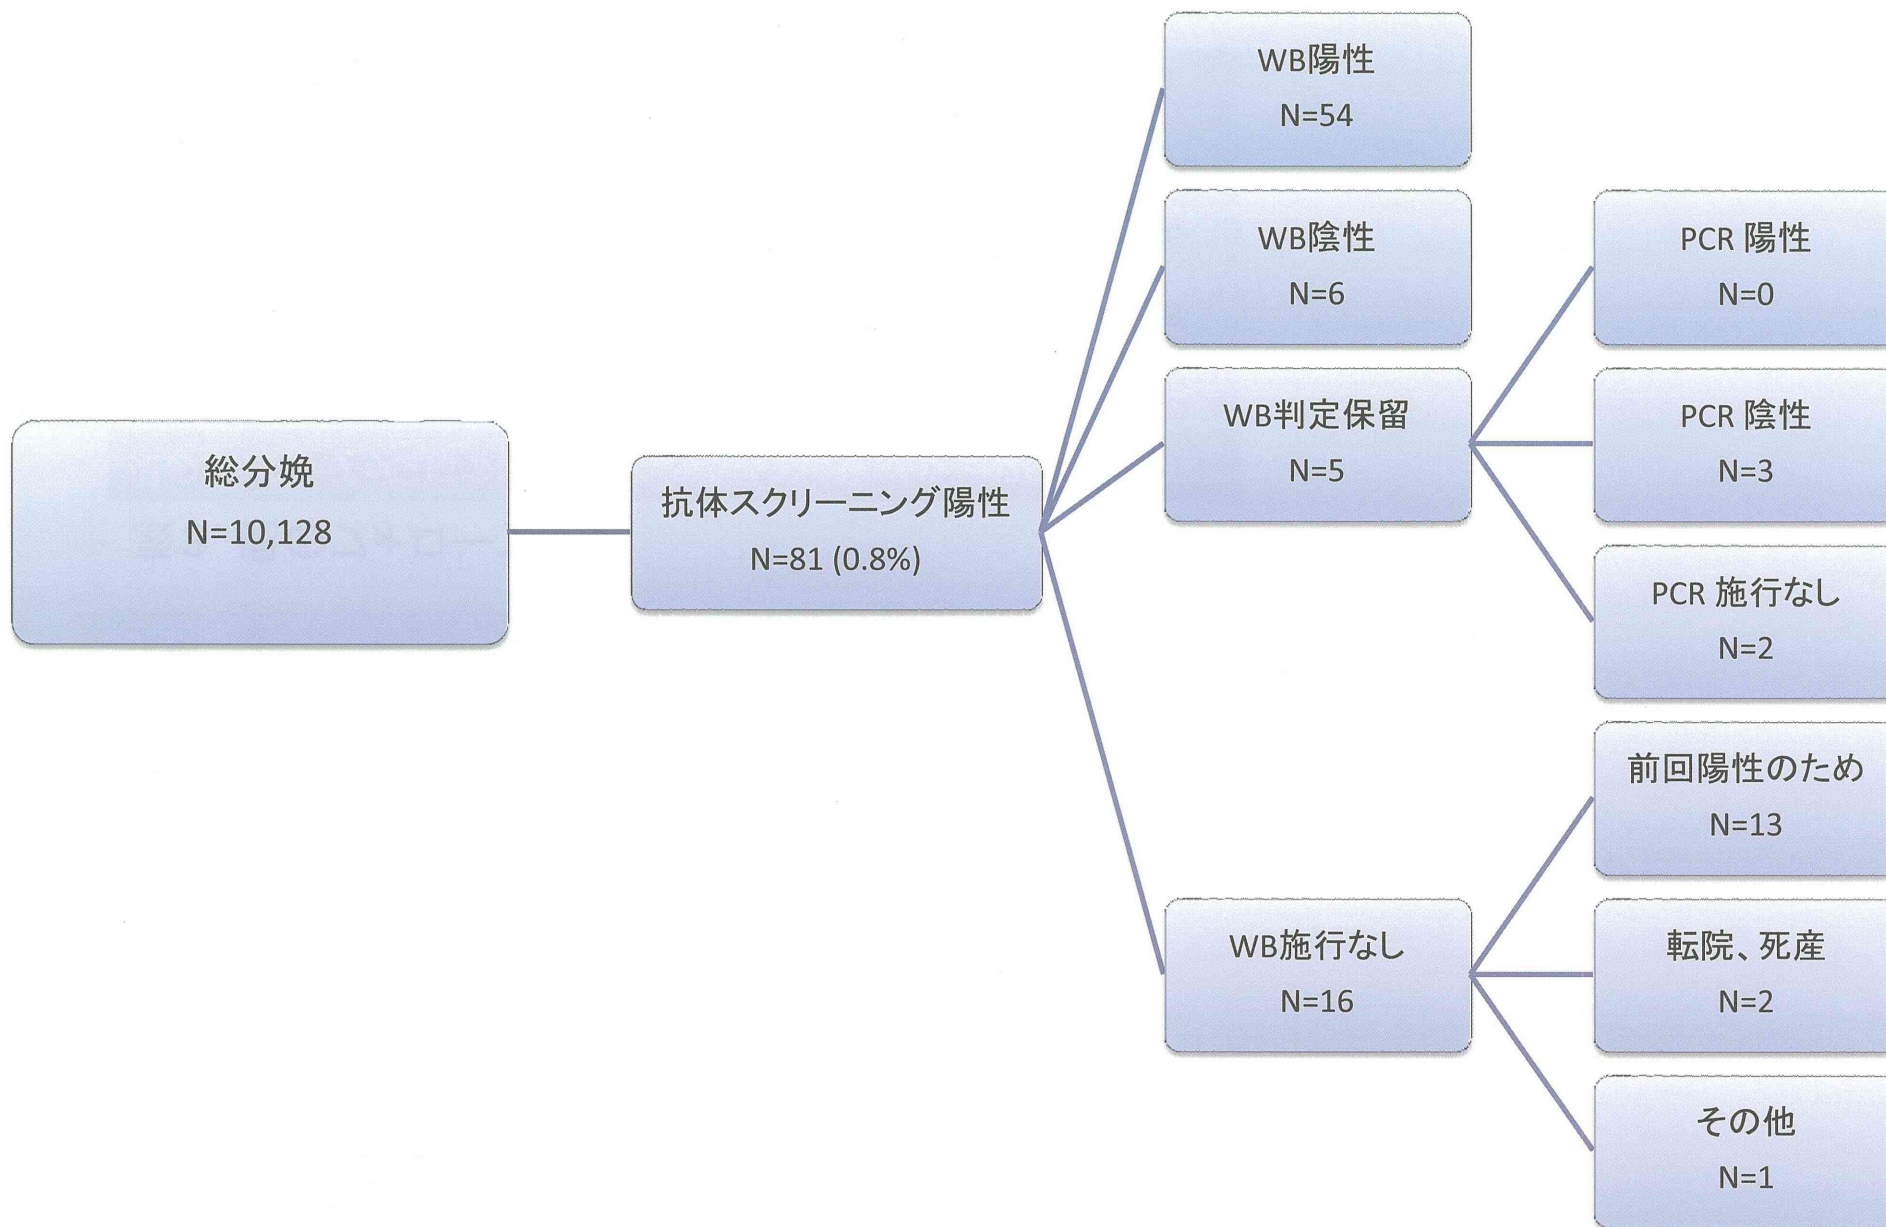 総分娩
N=10,128
抗体スクリーニング陽性
N=81 (0.8%)
WB陽性
N=54
WB陰性
N=6
WB判定保留
N=5
PCR 陽性
N=0
PCR 陰性
N=3
PCR 施行なし
N=2
WB施行なし
N=16
前回陽性のため
N=13
転院、死産
N=2
その他
N=1